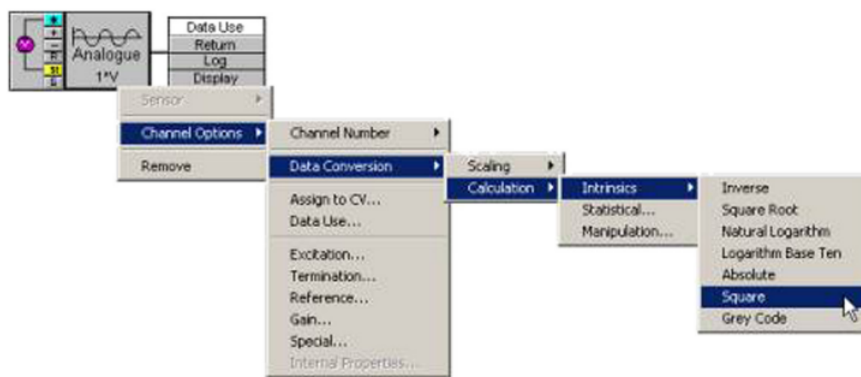 Data Use
Return
Log
Display
Analogue
1*V
+
-
R
Sensor
Channel Options
Remove
Channel Number
Data Conversion
Assign to CV...
Data Use...
Excitation...
Termination...
Reference...
Gain...
Special...
Internal Properties...
Scaling
Calculation
Intrinsics
Statistical...
Manipulation...
Inverse
Square Root
Natural Logarithm
Logarithm Base Ten
Absolute
Square
Grey Code